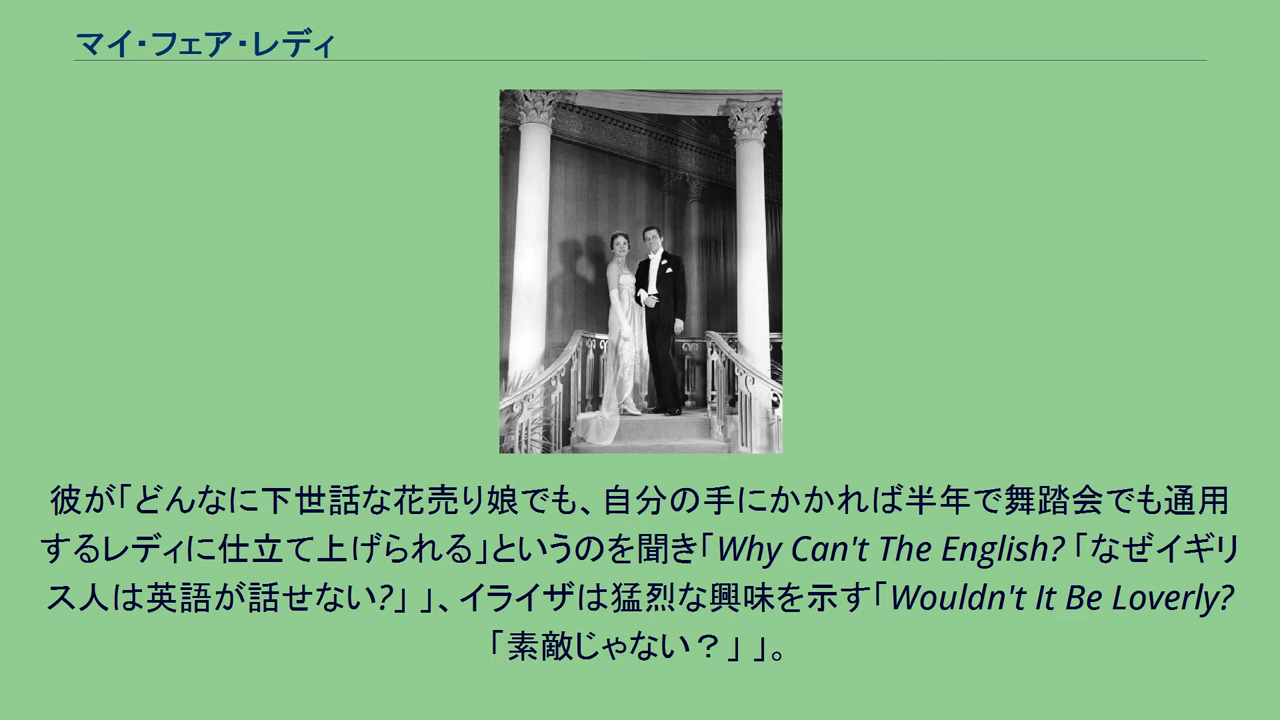 マイ・フェア・レディ
彼が「どんなに下世話な花売り娘でも、自分の手にかかれば半年で舞踏会でも通用
するレディに仕立て上げられる」というのを聞き「Why Can't The English? 「なぜイギリ
ス人は英語が話せない?」 」、イライザは猛烈な興味を示す「Wouldn't It Be Loverly?
「素敵じゃない？」 」。